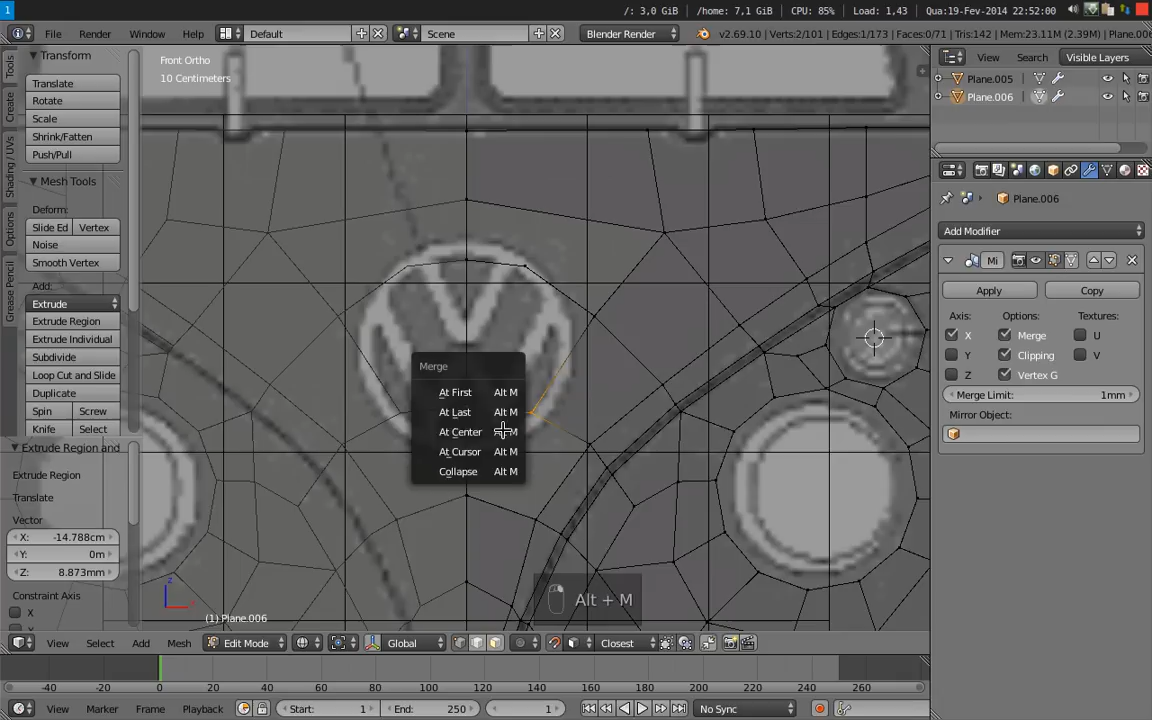 1
/: 3,0 GiB
/home: 7,1 GiB
CPU: 85%
Load: 1,43
Qua:19-Fev-2014 22:52:00
File
Render
Window
Help
Default
Scene
Blender Render
v2.69.10 | Verts:2/101 | Edges:1/173 | Faces:0/71 | Tris:142 | Mem:23.11M (2.39M) | Plane.00
Tools
Create
Shading / UVs
Options
Grease Pencil
Transform
Translate
Rotate
Scale
Shrink/Fatten
Push/Pull
Mesh Tools
Deform:
Slide Ed
Vertex
Noise
Smooth Vertex
Add:
Extrude
Extrude Region
Extrude Individual
Subdivide
Loop Cut and Slide
Duplicate
Spin
Screw
Knife
Select
Extrude Region and
Extrude Region
Translate
Vector
X: -14.788cm
Y: 0m
Z: 8.873mm
Constraint Axis
X
Front Ortho
10 Centimeters
Merge
At First Alt M
At Last Alt M
At Center M
At Cursor Alt M
Collapse Alt M
Alt + M
z
(1) Plane.006
View
Search
Visible Layers
Plane.005
Plane.006
Plane.006
Add Modifier
Mi
Apply
Copy
Axis:
Options:
Textures:
X
Merge
U
Y
Clipping
V
Z
Vertex G
Merge Limit: 1mm
Mirror Object:
View
Select
Add
Mesh
Edit Mode
Global
Closest
-40 -20 0 20 40 60 80 100 120 140 160 180 200 220 240 260
View
Marker
Frame
Playback
Start: 1
End: 250
1
No Sync